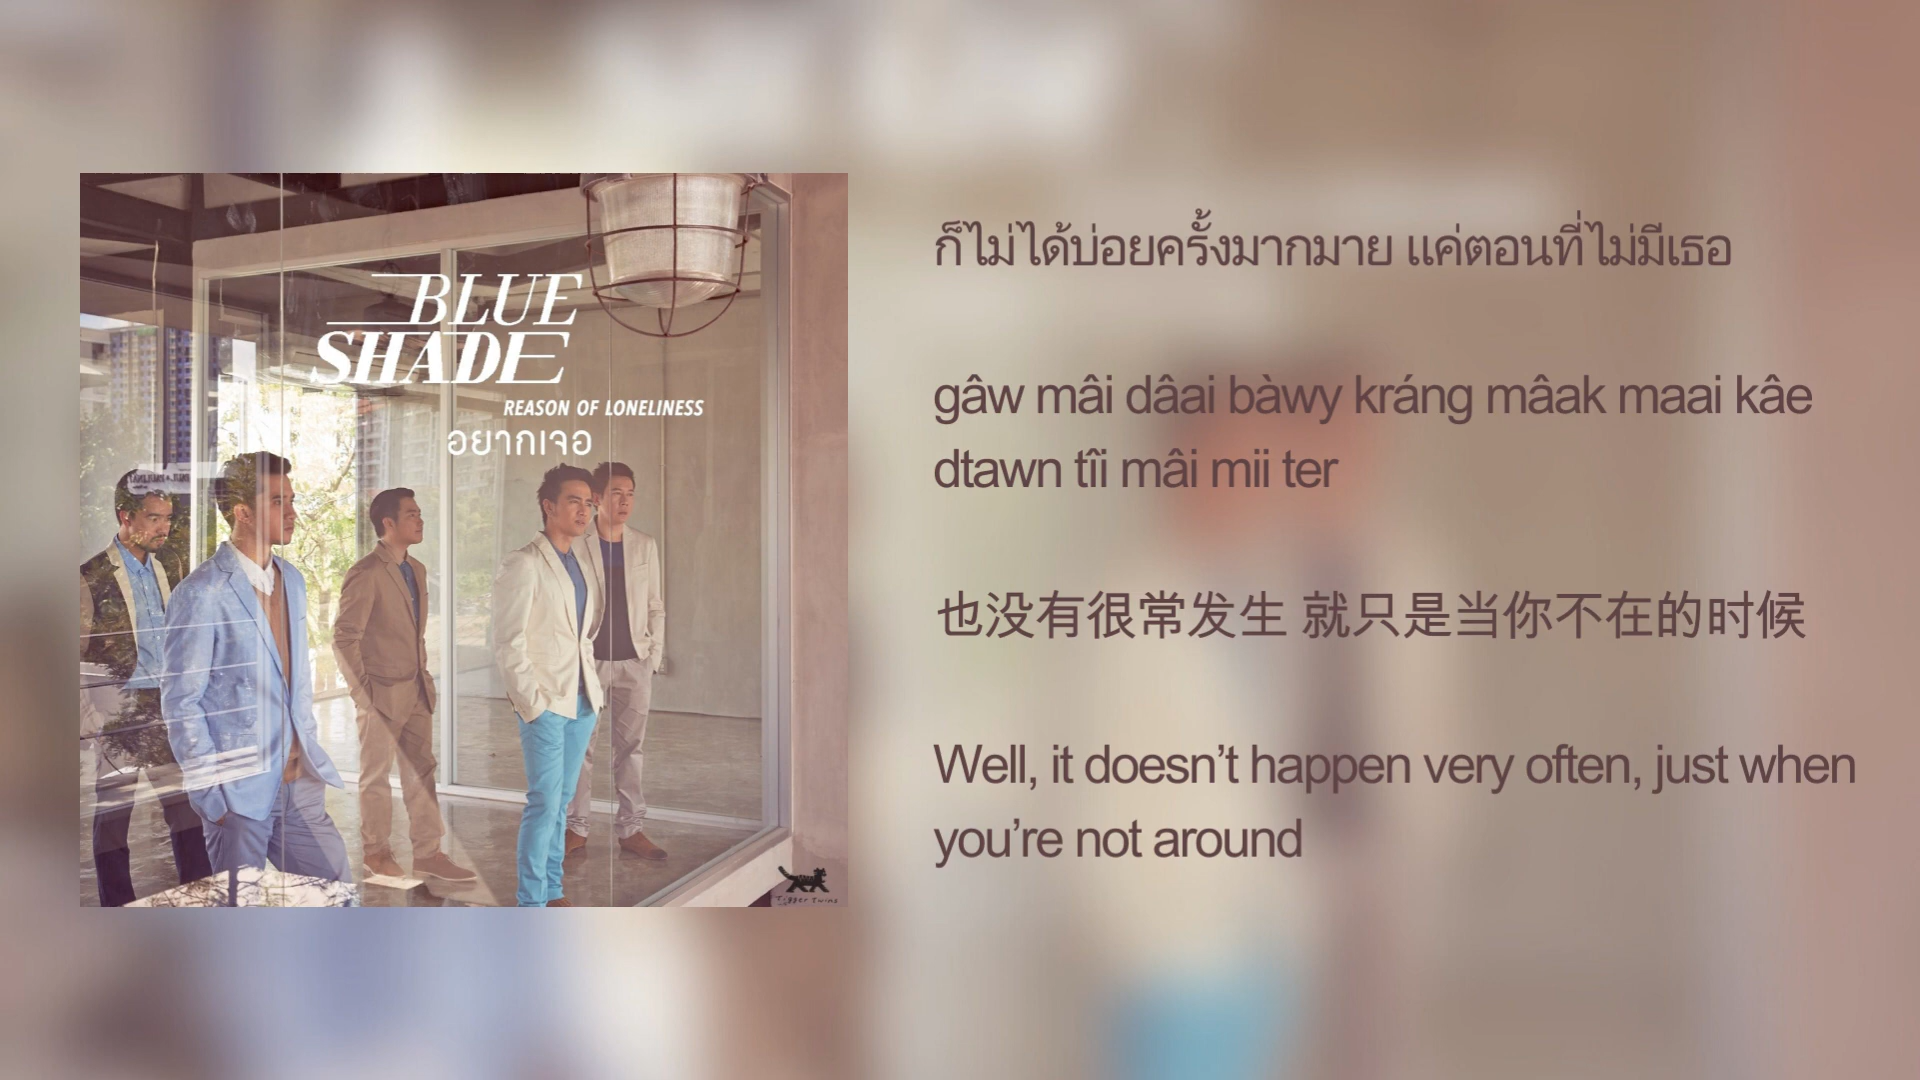 BLUE
SHADE
REASON OF LONELINESS
อยากเจอ
Tigger Twins
ก็ไม่ได้บ่อยครั้งมากมาย แค่ตอนที่ไม่มีเธอ
gâw mâi dâai bàwy kráng mâak maai kâe
dtawn tîi mâi mii ter
也没有很常发生 就只是当你不在的时候
Well, it doesn’t happen very often, just when
you’re not around